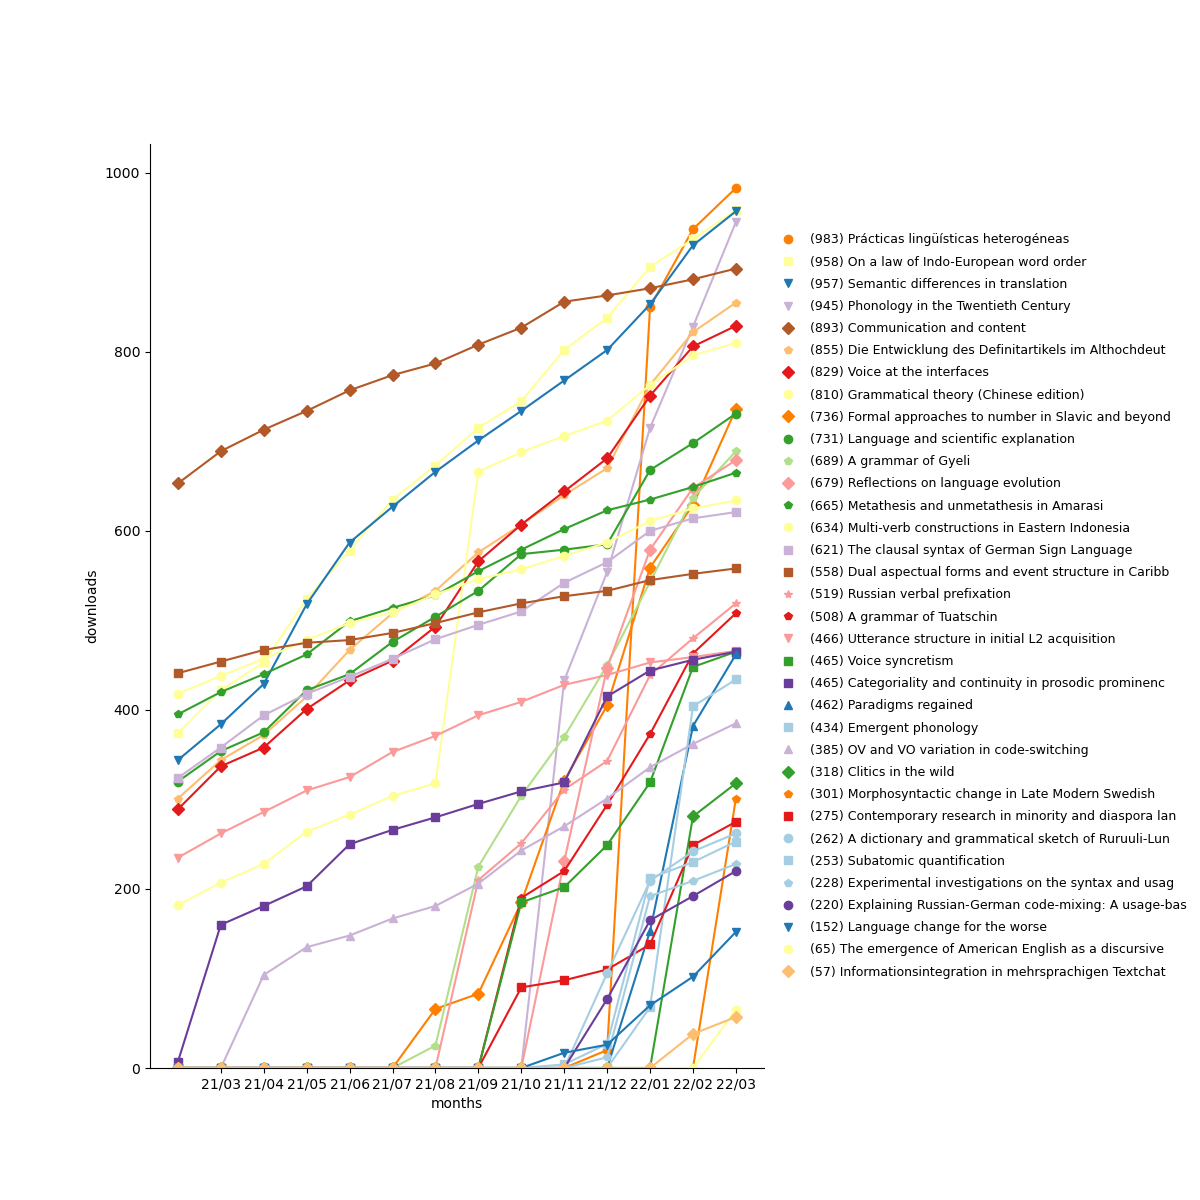 1000
800
600
400
200
0
downloads
21/03 21/04 21/05 21/06 21/07 21/08 21/09 21/10 21/11 21/12 22/01 22/02 22/03
months
(983) Prácticas lingüísticas heterogéneas
(958) On a law of Indo-European word order
(957) Semantic differences in translation
(945) Phonology in the Twentieth Century
(893) Communication and content
(855) Die Entwicklung des Definitartikels im Althochdeut
(829) Voice at the interfaces
(810) Grammatical theory (Chinese edition)
(736) Formal approaches to number in Slavic and beyond
(731) Language and scientific explanation
(689) A grammar of Gyeli
(679) Reflections on language evolution
(665) Metathesis and unmetathesis in Amarasi
(634) Multi-verb constructions in Eastern Indonesia
(621) The clausal syntax of German Sign Language
(558) Dual aspectual forms and event structure in Caribb
(519) Russian verbal prefixation
(508) A grammar of Tuatschin
(466) Utterance structure in initial L2 acquisition
(465) Voice syncretism
(465) Categoriality and continuity in prosodic prominenc
(462) Paradigms regained
(434) Emergent phonology
(385) OV and VO variation in code-switching
(318) Clitics in the wild
(301) Morphosyntactic change in Late Modern Swedish
(275) Contemporary research in minority and diaspora lan
(262) A dictionary and grammatical sketch of Ruruuli-Lun
(253) Subatomic quantification
(228) Experimental investigations on the syntax and usag
(220) Explaining Russian-German code-mixing: A usage-bas
(152) Language change for the worse
(65) The emergence of American English as a discursive
(57) Informationsintegration in mehrsprachigen Textchat